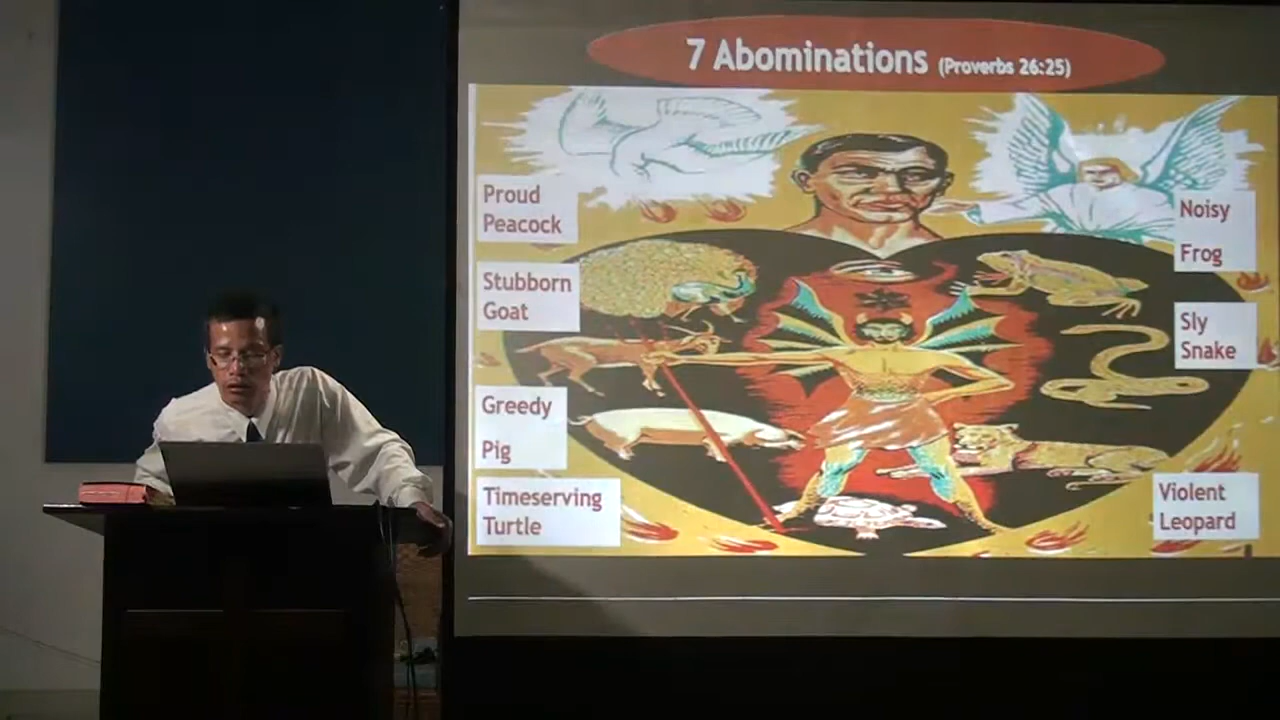 7 Abominations (Proverbs 26:25)
Proud
Peacock
Stubborn
Goat
Greedy
Pig
Timeserving
Turtle
Noisy
Frog
Sly
Snake
Violent
Leopard